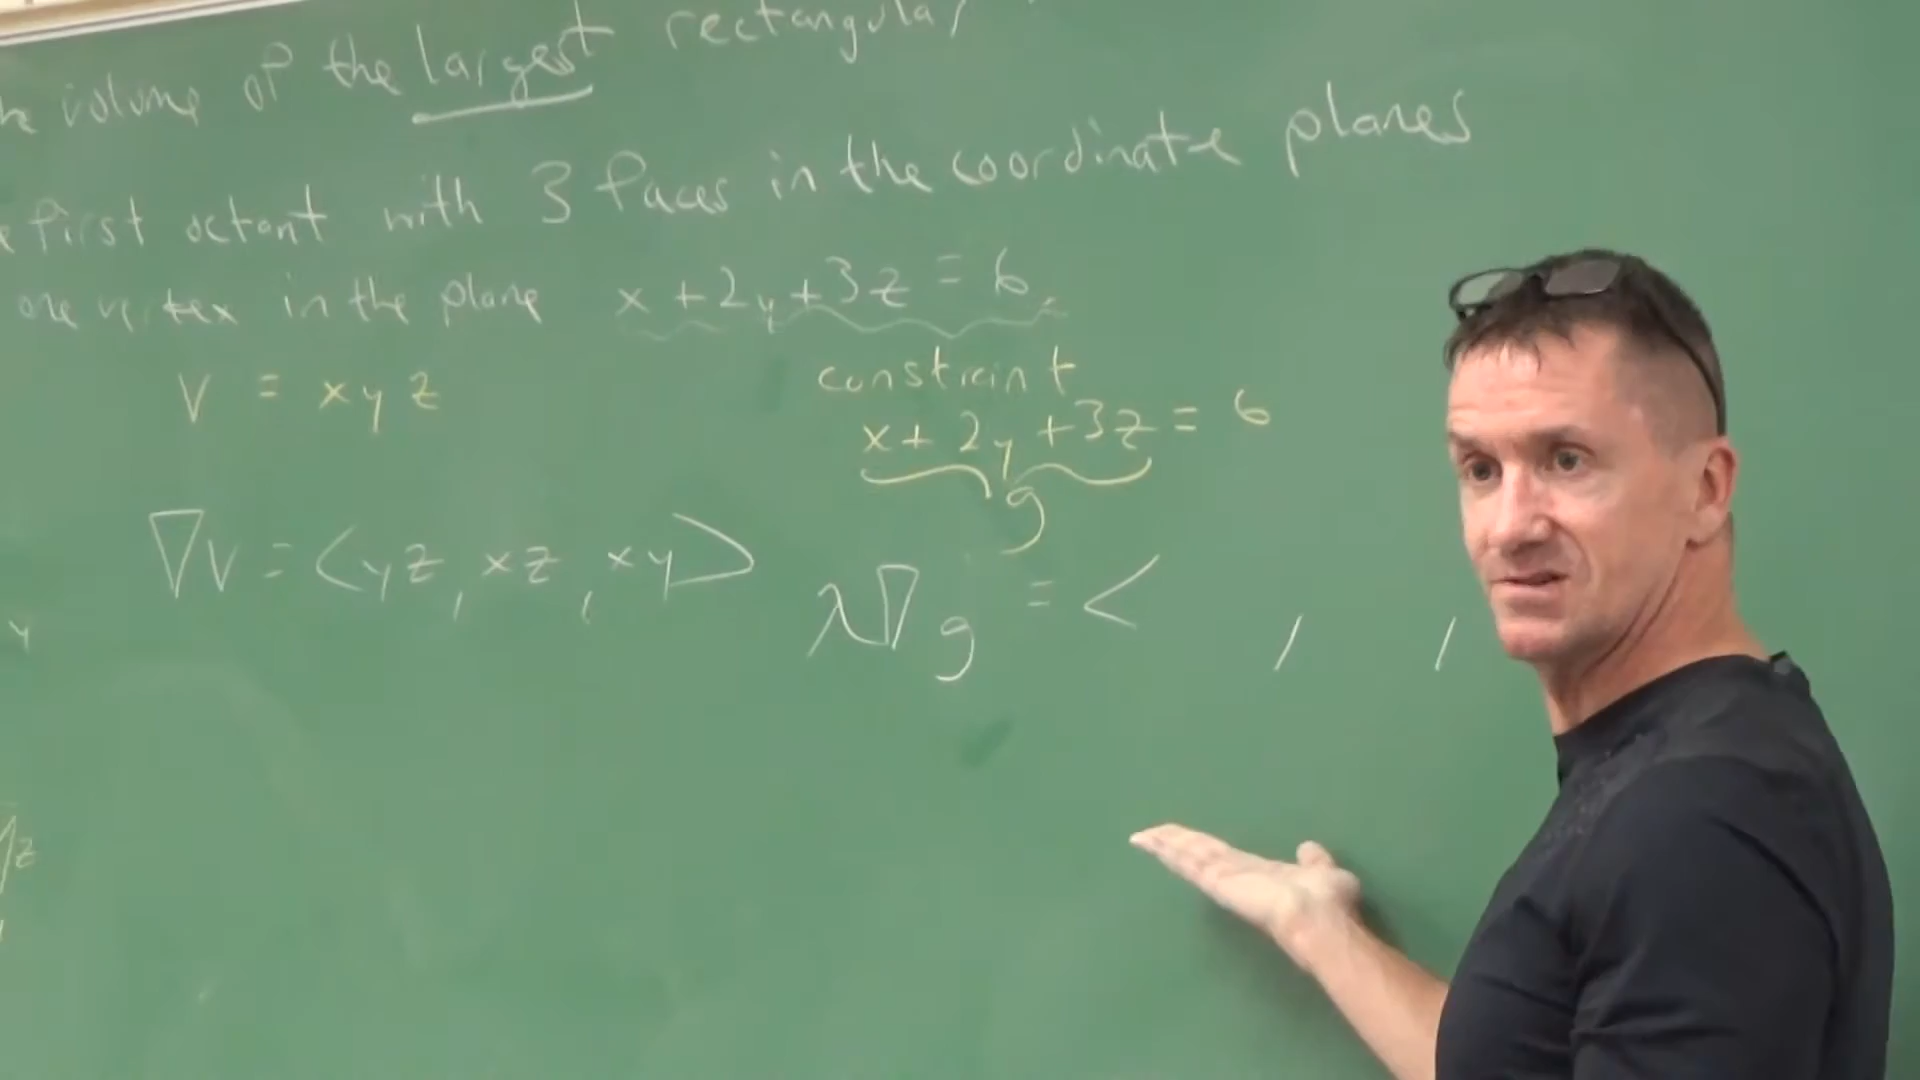 volume of the largest rectangular
first octant with 3 faces in the coordinate planes
one vertex in the plane x + 2y + 3z = 6
constraint
V = xyz
x + 2y + 3z = 6
g
∇V = <yz, xz, xy>
λ∇g = < , ,
y
z